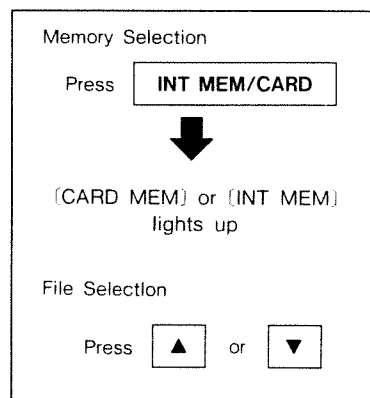 Memory Selection
Press INT MEM/CARD
[CARD MEM] or [INT MEM]
lights up
File Selection
Press ▲ or ▼